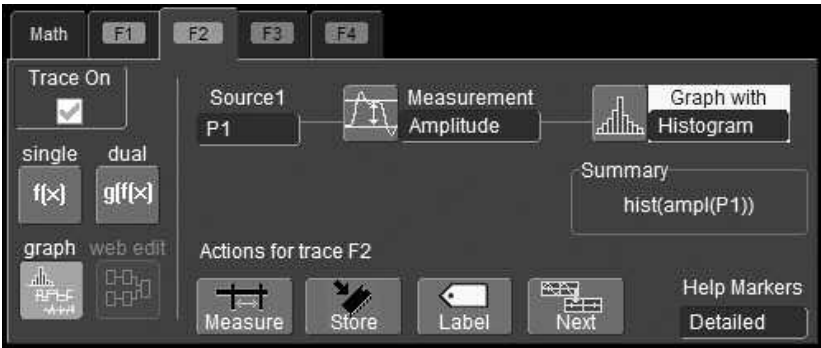 Math F1 F2 F3 F4
Trace On
Source1 Measurement Graph with
P1 Amplitude Histogram
single dual
f(x) g(f(x)
Summary
hist(ampl(P1))
graph web edit
Actions for trace F2
Measure Store Label Next
Help Markers
Detailed